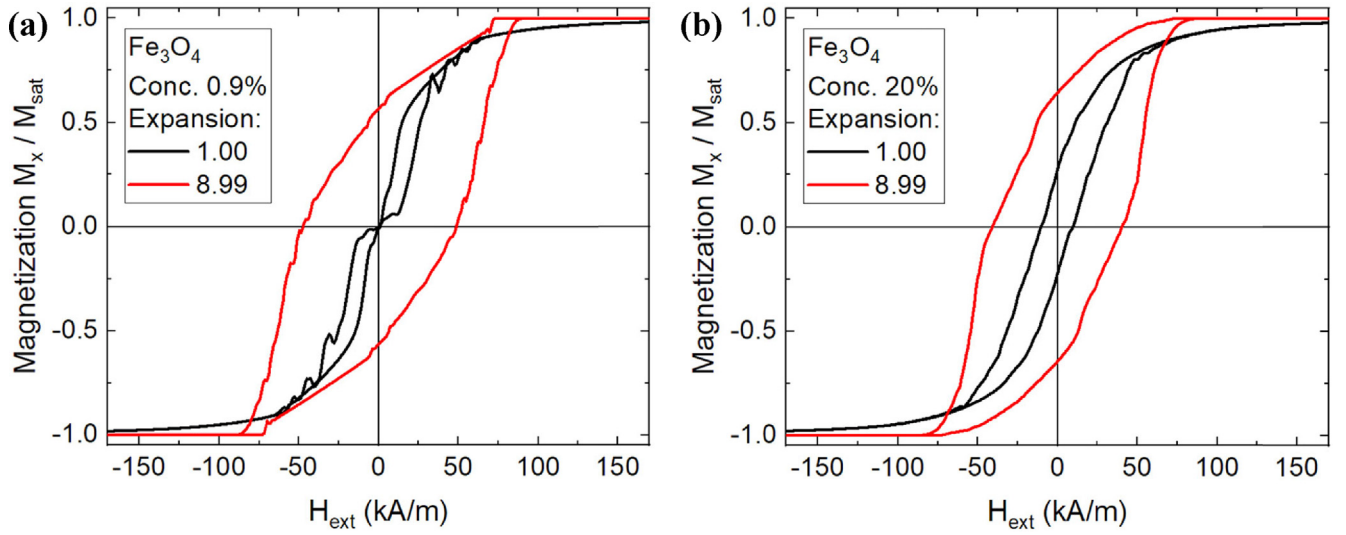 (a)
Fe₃O₄
Conc. 0.9%
Expansion:
1.00
8.99
1.0
0.5
0.0
-0.5
-1.0
Magnetization Mₓ / Mₛₐₜ
-150 -100 -50 0 50 100 150
Hₑₓₜ (kA/m)
(b)
Fe₃O₄
Conc. 20%
Expansion:
1.00
8.99
1.0
0.5
0.0
-0.5
-1.0
Magnetization Mₓ / Mₛₐₜ
-150 -100 -50 0 50 100 150
Hₑₓₜ (kA/m)